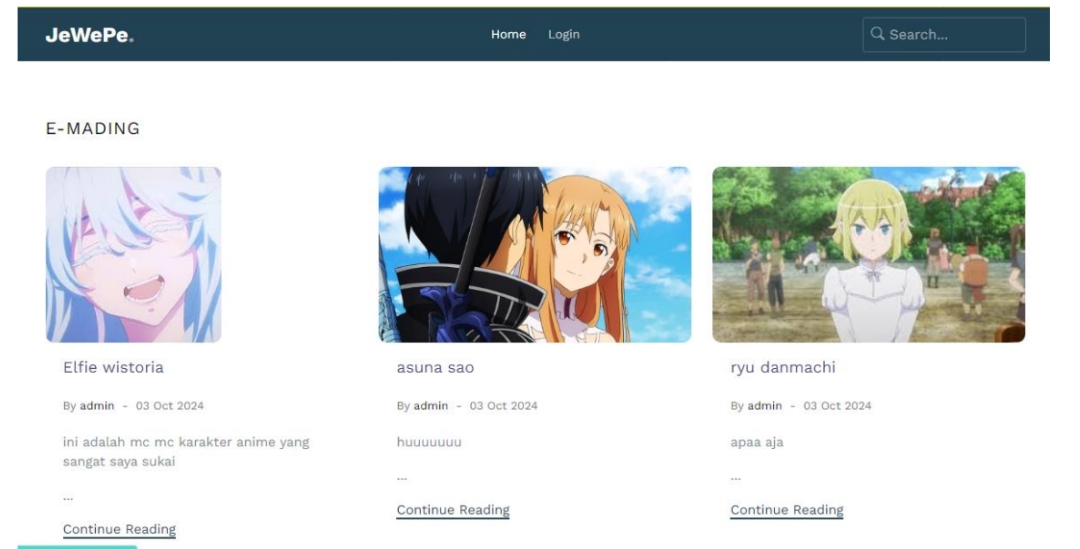 JeWePe.
Home Login
Search...
E-MADING
Elfie wistoria
By admin - 03 Oct 2024
ini adalah mc mc karakter anime yang
sangat saya sukai
...
Continue Reading
asuna sao
By admin - 03 Oct 2024
huuuuuuu
...
Continue Reading
ryu danmachi
By admin - 03 Oct 2024
apaa aja
...
Continue Reading